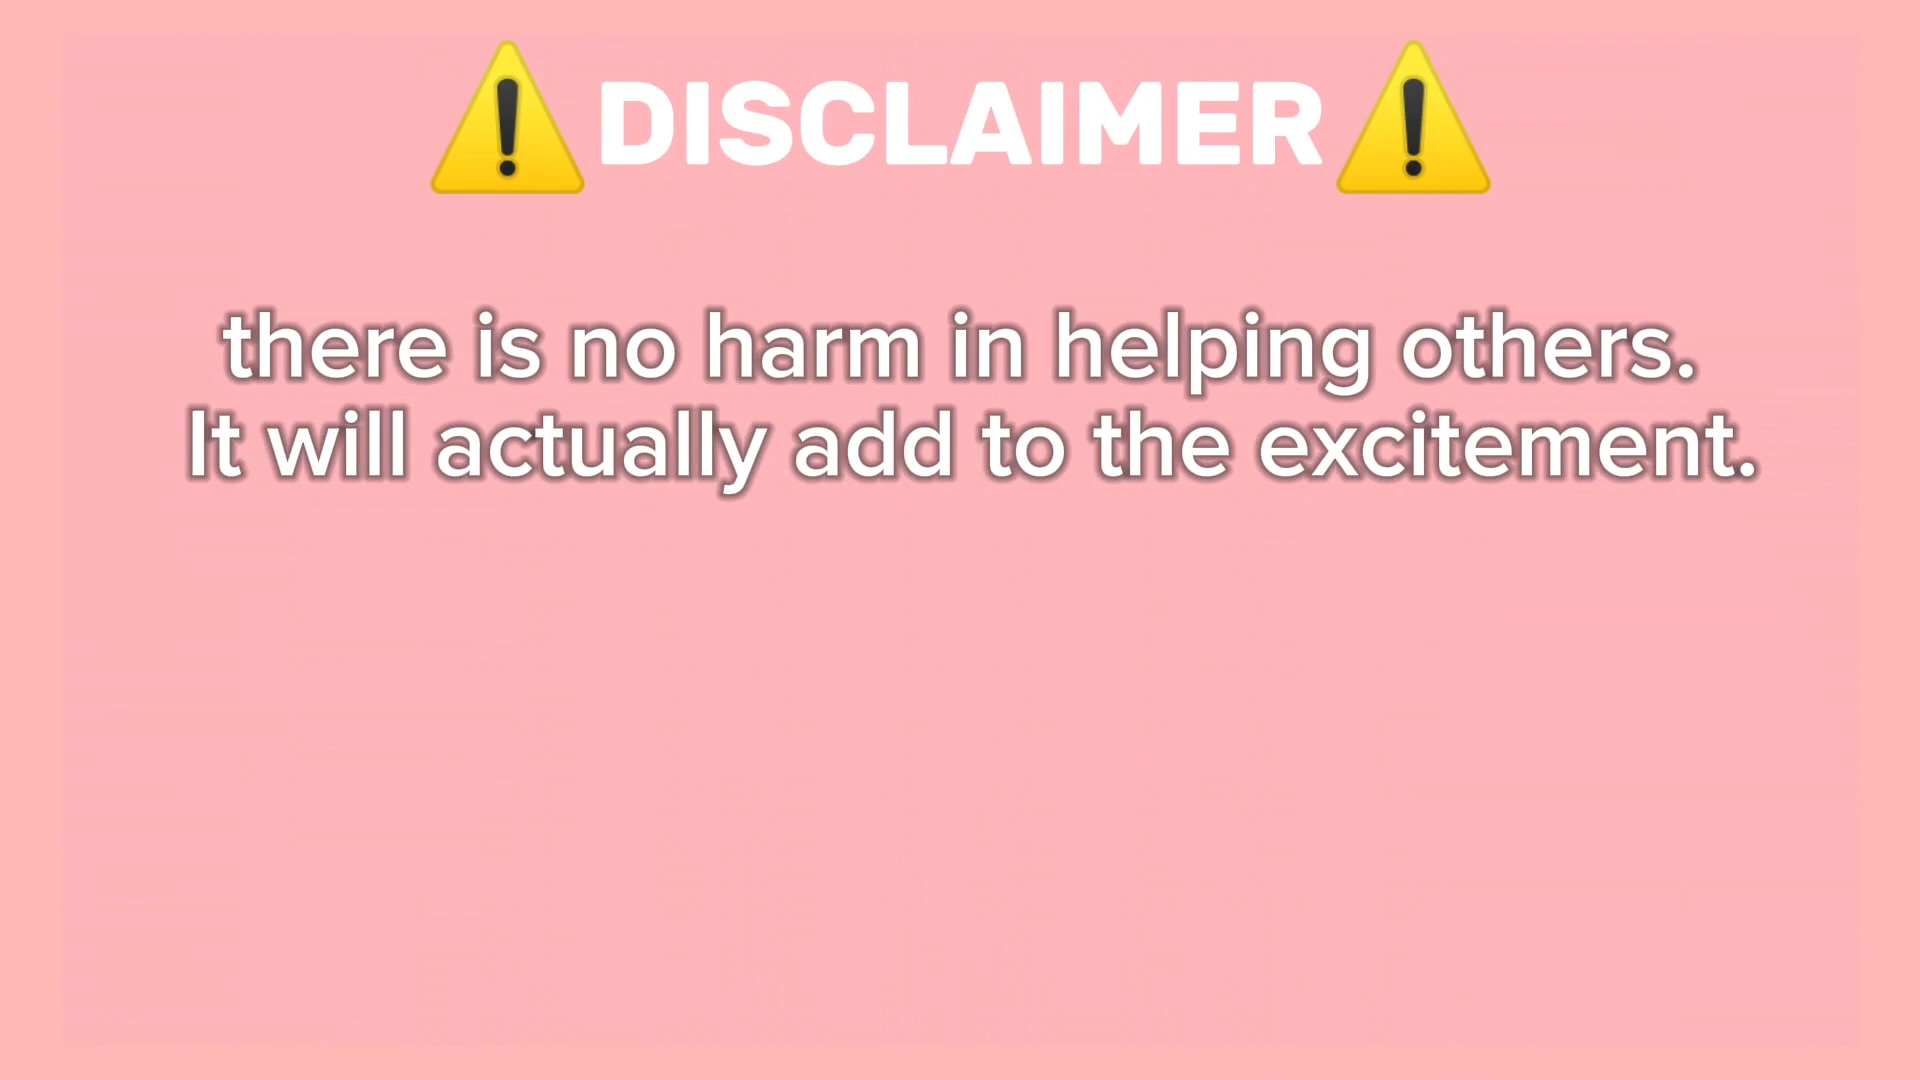 ⚠️DISCLAIMER⚠️
there is no harm in helping others.
It will actually add to the excitement.